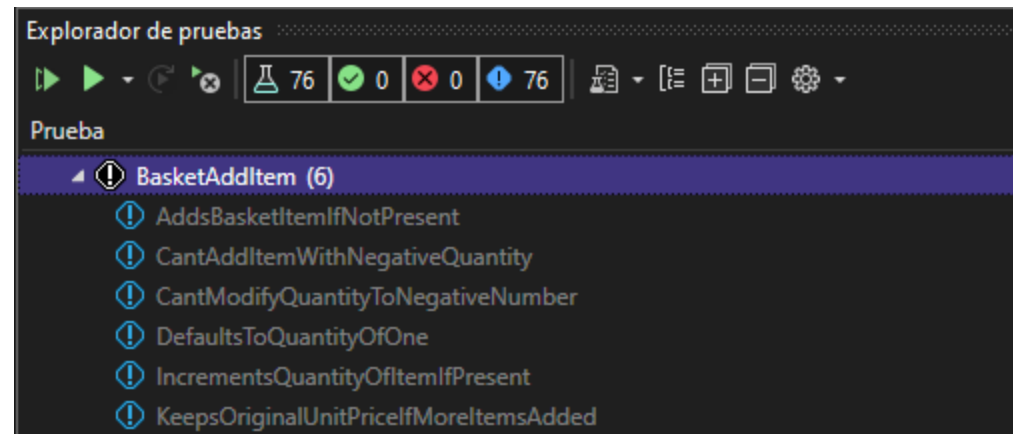 Explorador de pruebas
76 0 0 76
Prueba
BasketAddItem (6)
AddsBasketItemIfNotPresent
CantAddItemWithNegativeQuantity
CantModifyQuantityToNegativeNumber
DefaultsToQuantityOfOne
IncrementsQuantityOfItemIfPresent
KeepsOriginalUnitPriceIfMoreItemsAdded